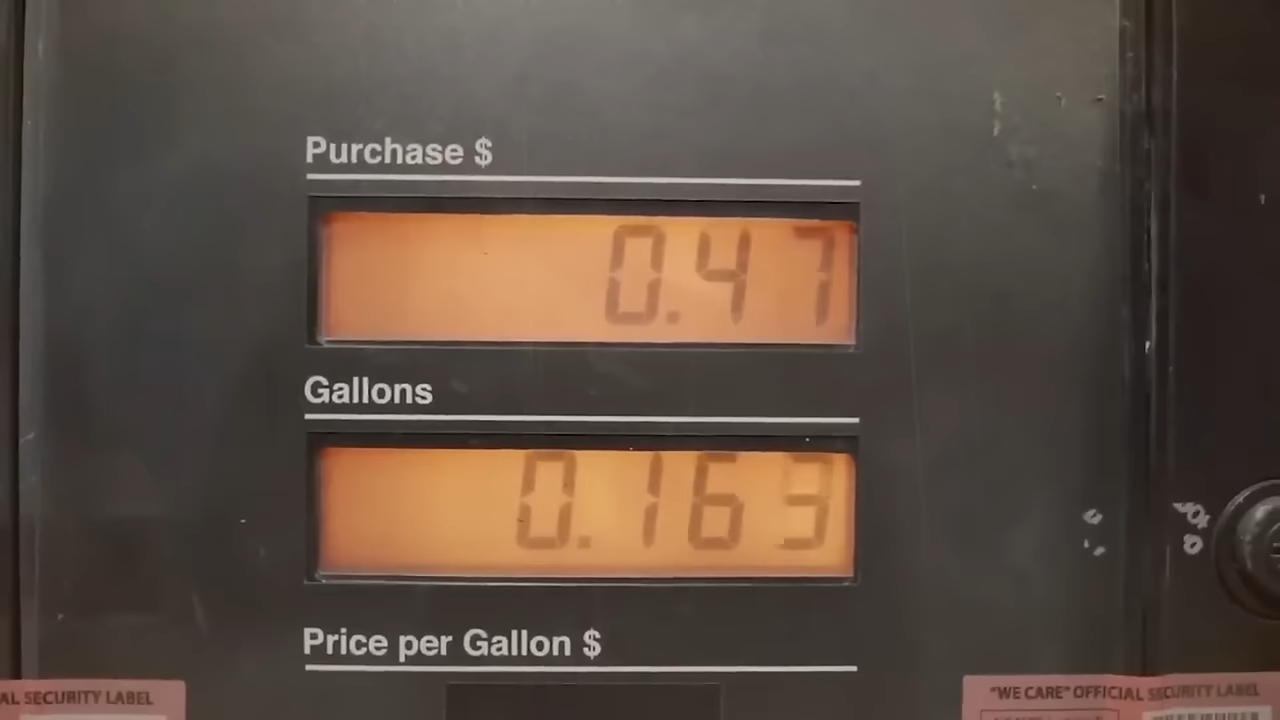 Purchase $
0.47
Gallons
0.163
Price per Gallon $
AL SECURITY LABEL
"WE CARE" OFFICIAL SECURITY LABEL